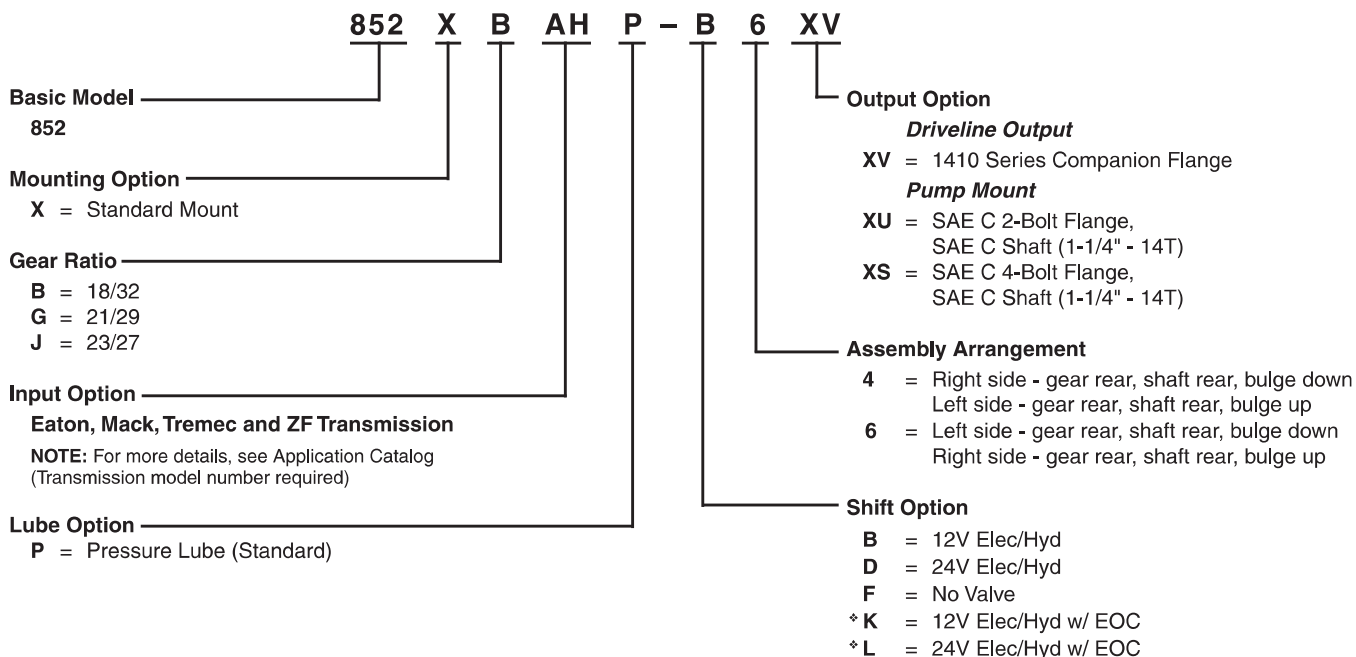 852 X B AH P – B 6 XV
Basic Model
852
Mounting Option
X = Standard Mount
Gear Ratio
B = 18/32
G = 21/29
J = 23/27
Input Option
Eaton, Mack, Tremec and ZF Transmission
NOTE: For more details, see Application Catalog
(Transmission model number required)
Lube Option
P = Pressure Lube (Standard)
Output Option
Driveline Output
XV = 1410 Series Companion Flange
Pump Mount
XU = SAE C 2-Bolt Flange,
SAE C Shaft (1-1/4" - 14T)
XS = SAE C 4-Bolt Flange,
SAE C Shaft (1-1/4" - 14T)
Assembly Arrangement
4 = Right side - gear rear, shaft rear, bulge down
Left side - gear rear, shaft rear, bulge up
6 = Left side - gear rear, shaft rear, bulge down
Right side - gear rear, shaft rear, bulge up
Shift Option
B = 12V Elec/Hyd
D = 24V Elec/Hyd
F = No Valve
❖ K = 12V Elec/Hyd w/ EOC
❖ L = 24V Elec/Hyd w/ EOC